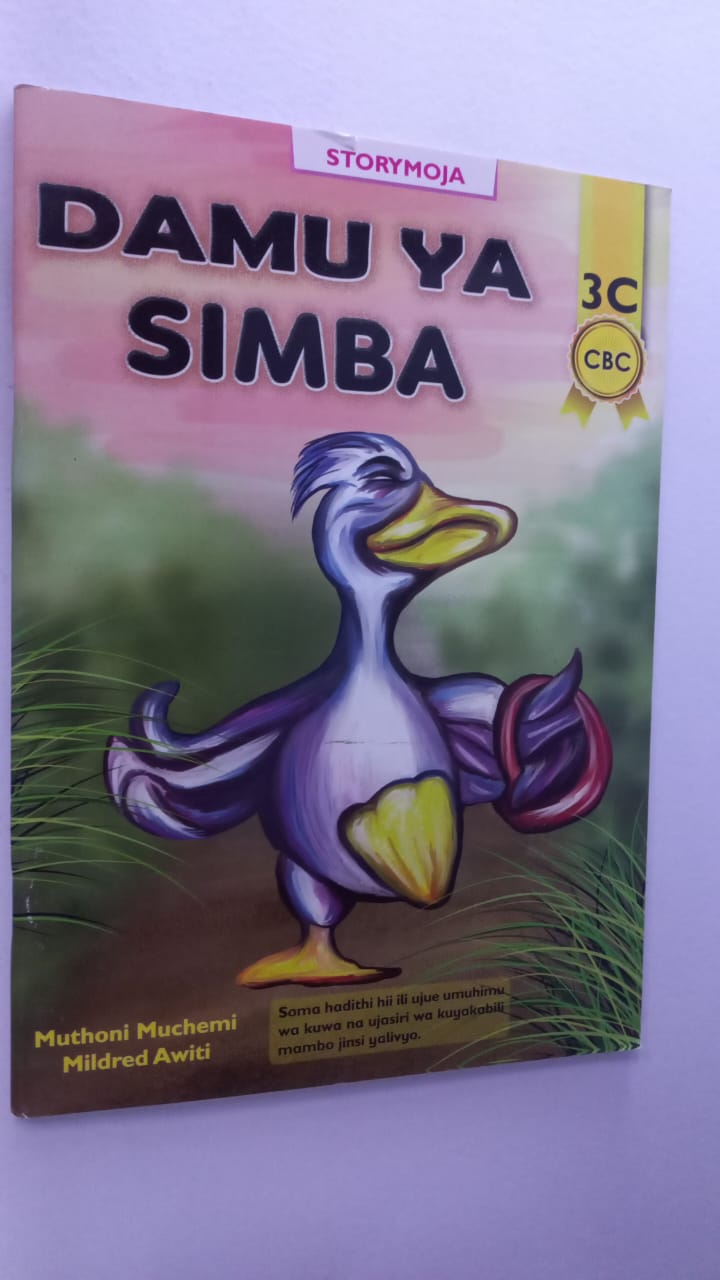 STORYMOJA
DAMU YA
SIMBA
3C
CBC
Muthoni Muchemi
Mildred Awiti
Soma hadithi hii ili ujue umuhimu
wa kuwa na ujasiri wa kuyakabili
mambo jinsi yalivyo.